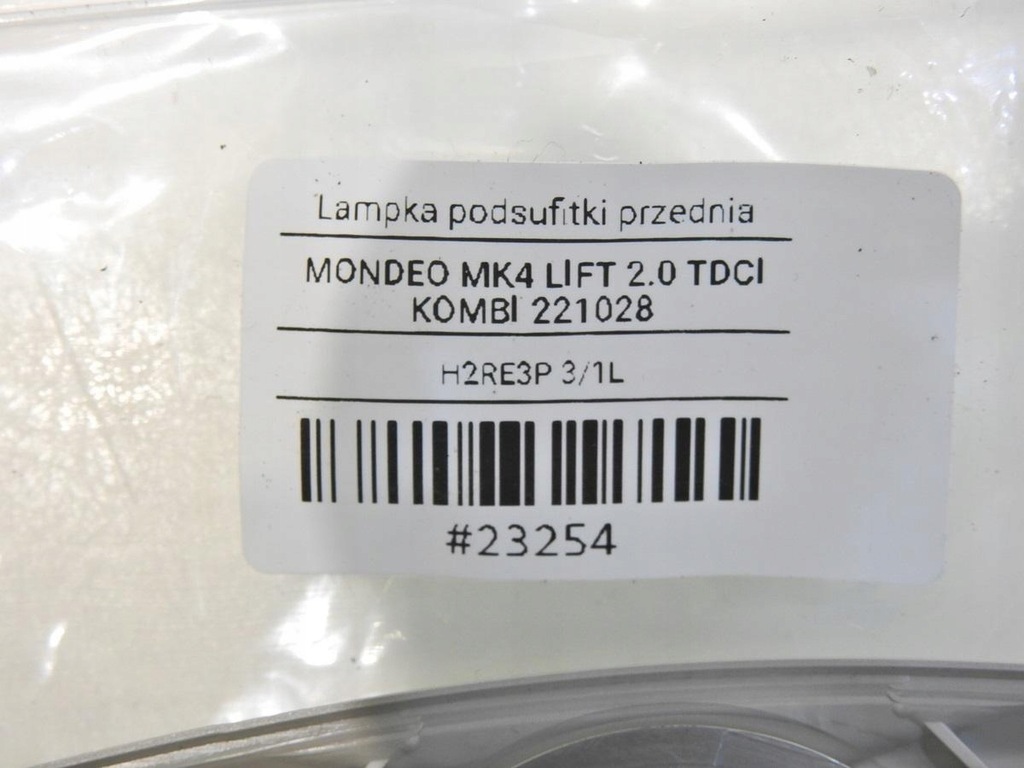 Lampka podsufitki przednia
MONDEO MK4 LIFT 2.0 TDCI
KOMBI 221028
H2RE3P 3/1L
#23254